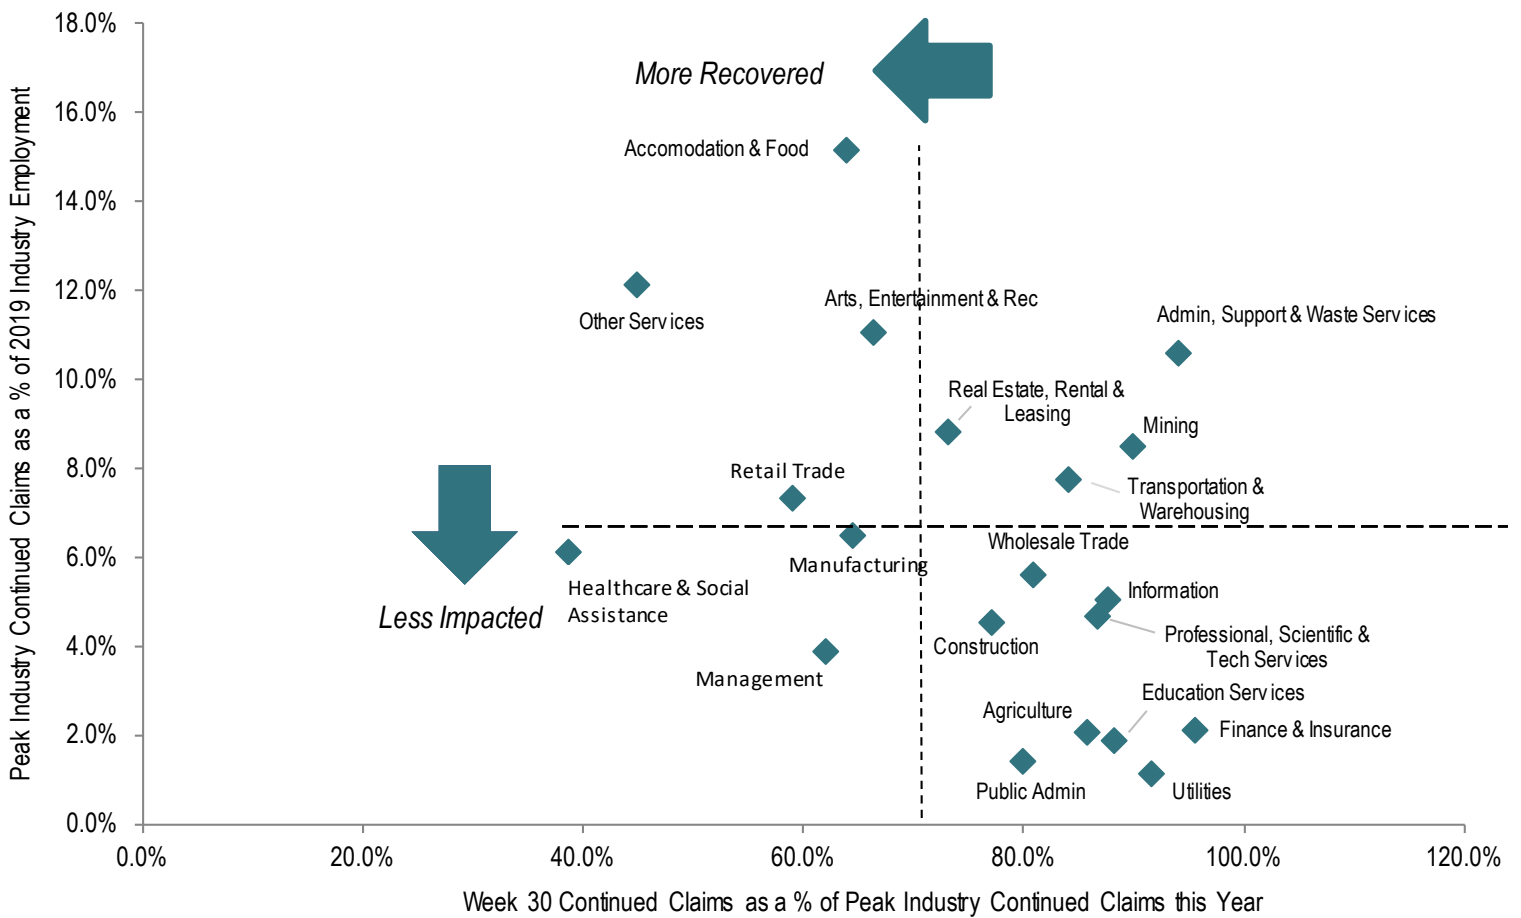 18.0%
More Recovered
16.0%
Accomodation & Food
14.0%
12.0%
Other Services
Arts, Entertainment & Rec
Admin, Support & Waste Services
10.0%
Real Estate, Rental &
Leasing
Mining
8.0%
Retail Trade
Transportation &
Warehousing
6.0%
Manufacturing
Wholesale Trade
Healthcare & Social
Assistance
Less Impacted
Information
Professional, Scientific &
Tech Services
4.0%
Construction
Management
Education Services
Agriculture
2.0%
Finance & Insurance
Public Admin
Utilities
0.0%
0.0%
20.0%
40.0%
60.0%
80.0%
100.0%
120.0%
Week 30 Continued Claims as a % of Peak Industry Continued Claims this Year
Peak Industry Continued Claims as a % of 2019 Industry Employment